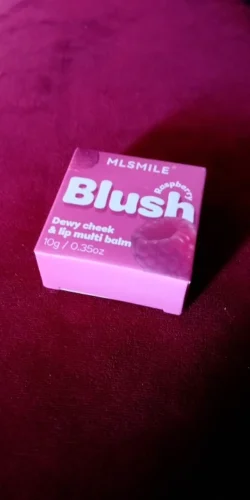 MLSMILE
Raspberry
Blush
Dewy cheek
& lip multi balm
10g / 0.35oz